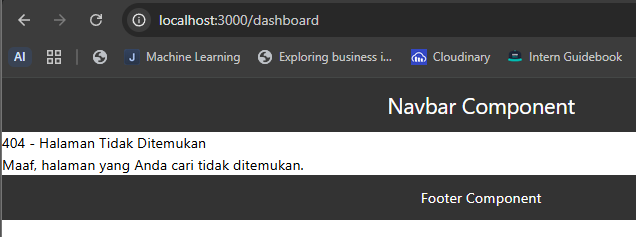 localhost:3000/dashboard
AI J Machine Learning Exploring business i... Cloudinary Intern Guidebook
Navbar Component
404 - Halaman Tidak Ditemukan
Maaf, halaman yang Anda cari tidak ditemukan.
Footer Component